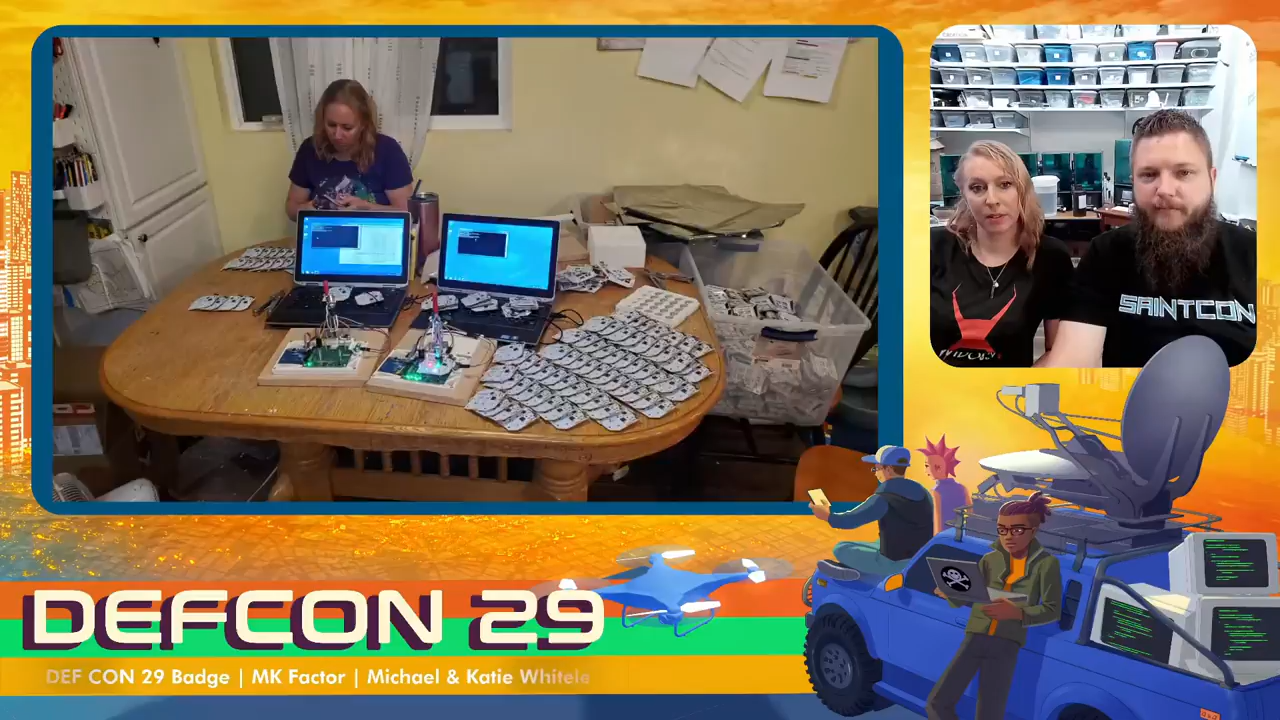 SAINTCON
DEFCON 29
DEF CON 29 Badge | MK Factor | Michael & Katie Whitele